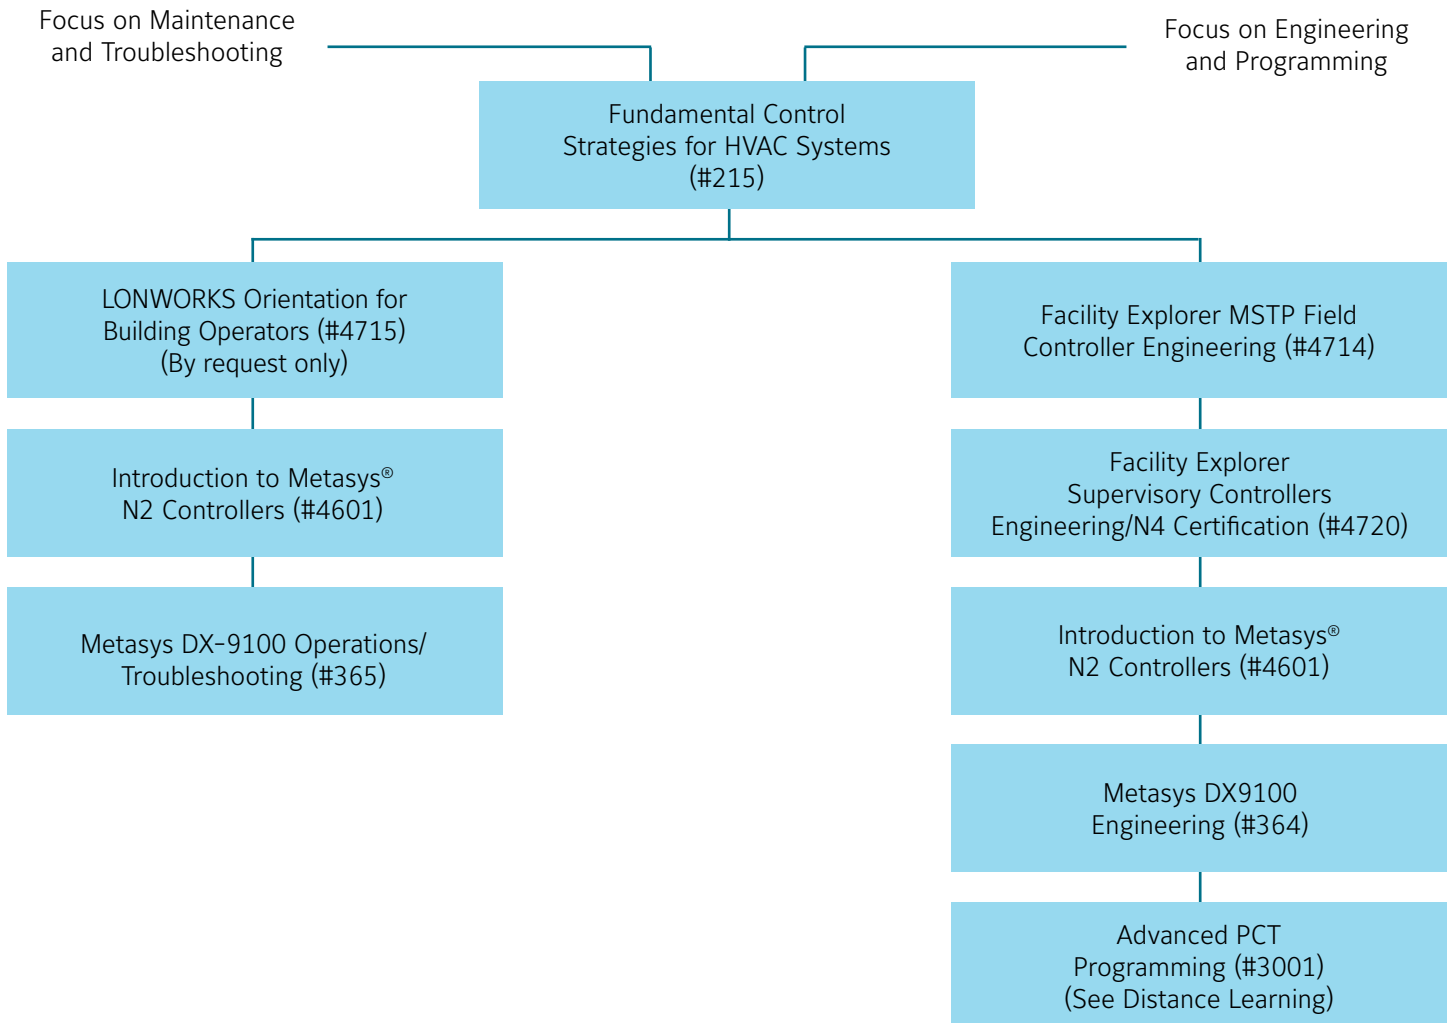 Focus on Maintenance
and Troubleshooting
Focus on Engineering
and Programming
Fundamental Control
Strategies for HVAC Systems
(#215)
LONWORKS Orientation for
Building Operators (#4715)
(By request only)
Introduction to Metasys®
N2 Controllers (#4601)
Metasys DX-9100 Operations/
Troubleshooting (#365)
Facility Explorer MSTP Field
Controller Engineering (#4714)
Facility Explorer
Supervisory Controllers
Engineering/N4 Certification (#4720)
Introduction to Metasys®
N2 Controllers (#4601)
Metasys DX9100
Engineering (#364)
Advanced PCT
Programming (#3001)
(See Distance Learning)